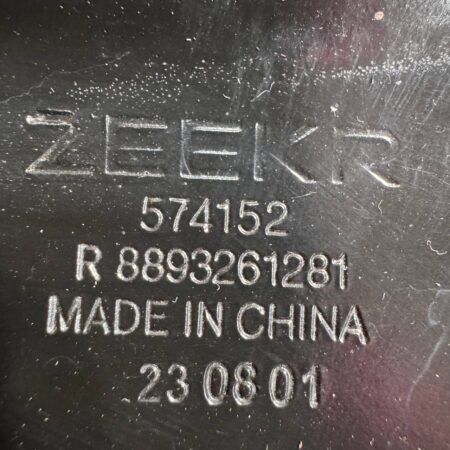 ZEEKR
574152
R 8893261281
MADE IN CHINA
23 08 01